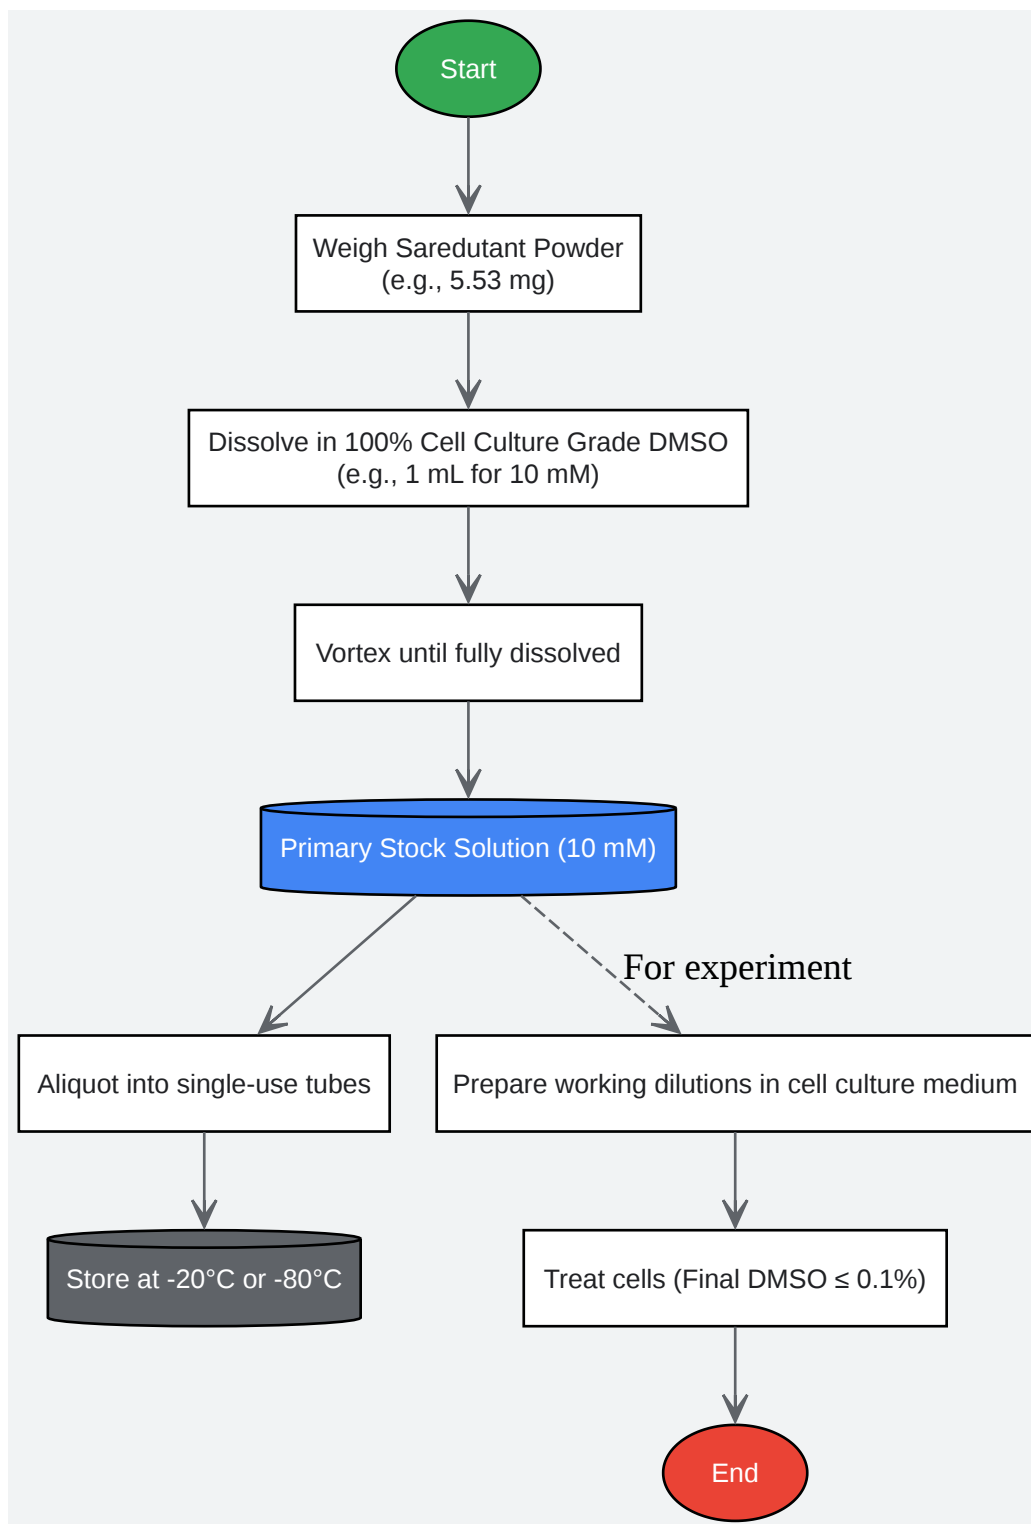 Start
Weigh Saredutant Powder
(e.g., 5.53 mg)
Dissolve in 100% Cell Culture Grade DMSO
(e.g., 1 mL for 10 mM)
Vortex until fully dissolved
Primary Stock Solution (10 mM)
For experiment
Aliquot into single-use tubes
Prepare working dilutions in cell culture medium
Store at -20°C or -80°C
Treat cells (Final DMSO ≤ 0.1%)
End